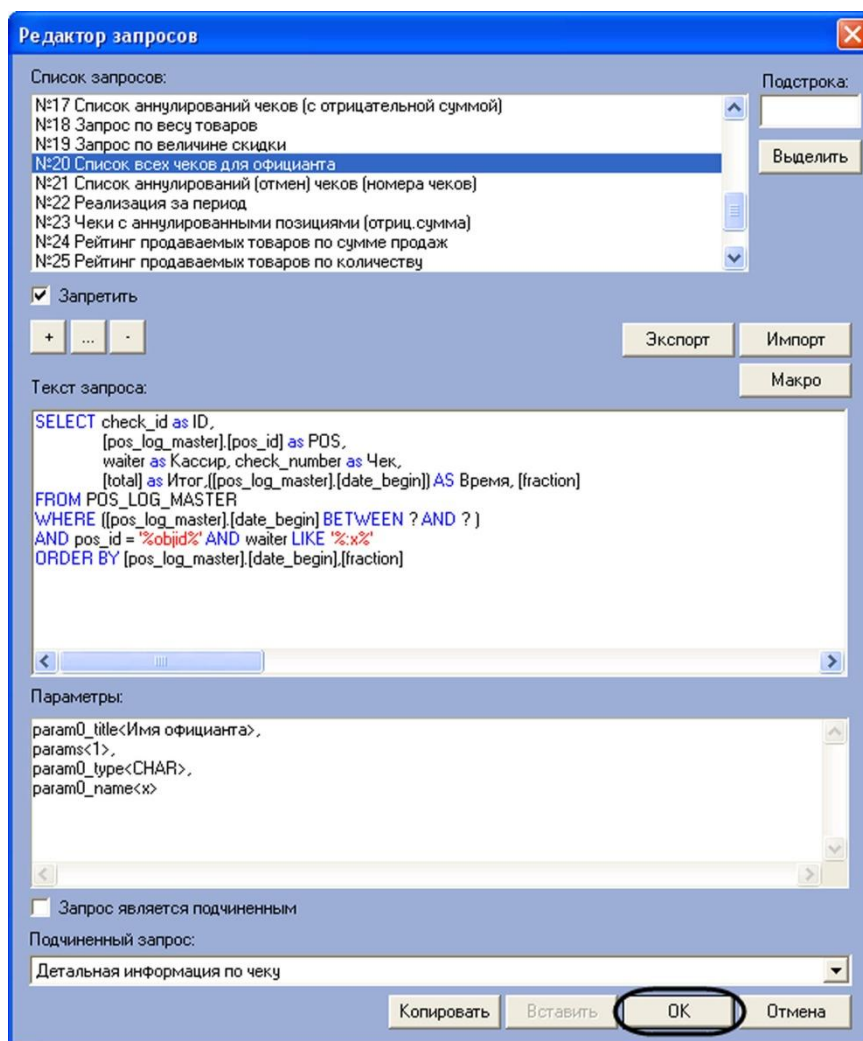 Редактор запросов
Список запросов:
Подстрока:
№17 Список аннулирований чеков (с отрицательной суммой)
№18 Запрос по весу товаров
№19 Запрос по величине скидки
№20 Список всех чеков для официанта
№21 Список аннулирований (отмен) чеков (номера чеков)
№22 Реализация за период
№23 Чеки с аннулированными позициями (отриц.сумма)
№24 Рейтинг продаваемых товаров по сумме продаж
№25 Рейтинг продаваемых товаров по количеству
Выделить
Запретить
+ ... -
Экспорт Импорт
Макро
Текст запроса:
SELECT check_id as ID,
[pos_log_master].[pos_id] as POS,
waiter as Кассир, check_number as Чек,
[total] as Итог,([pos_log_master].[date_begin]) AS Время, [fraction]
FROM POS_LOG_MASTER
WHERE ([pos_log_master].[date_begin] BETWEEN ? AND ? )
AND pos_id = '%objid%' AND waiter LIKE '%:x%'
ORDER BY [pos_log_master].[date_begin],[fraction]
Параметры:
param0_title<Имя официанта>,
params<1>,
param0_type<CHAR>,
param0_name<x>
Запрос является подчиненным
Подчиненный запрос:
Детальная информация по чеку
Копировать Вставить OK Отмена